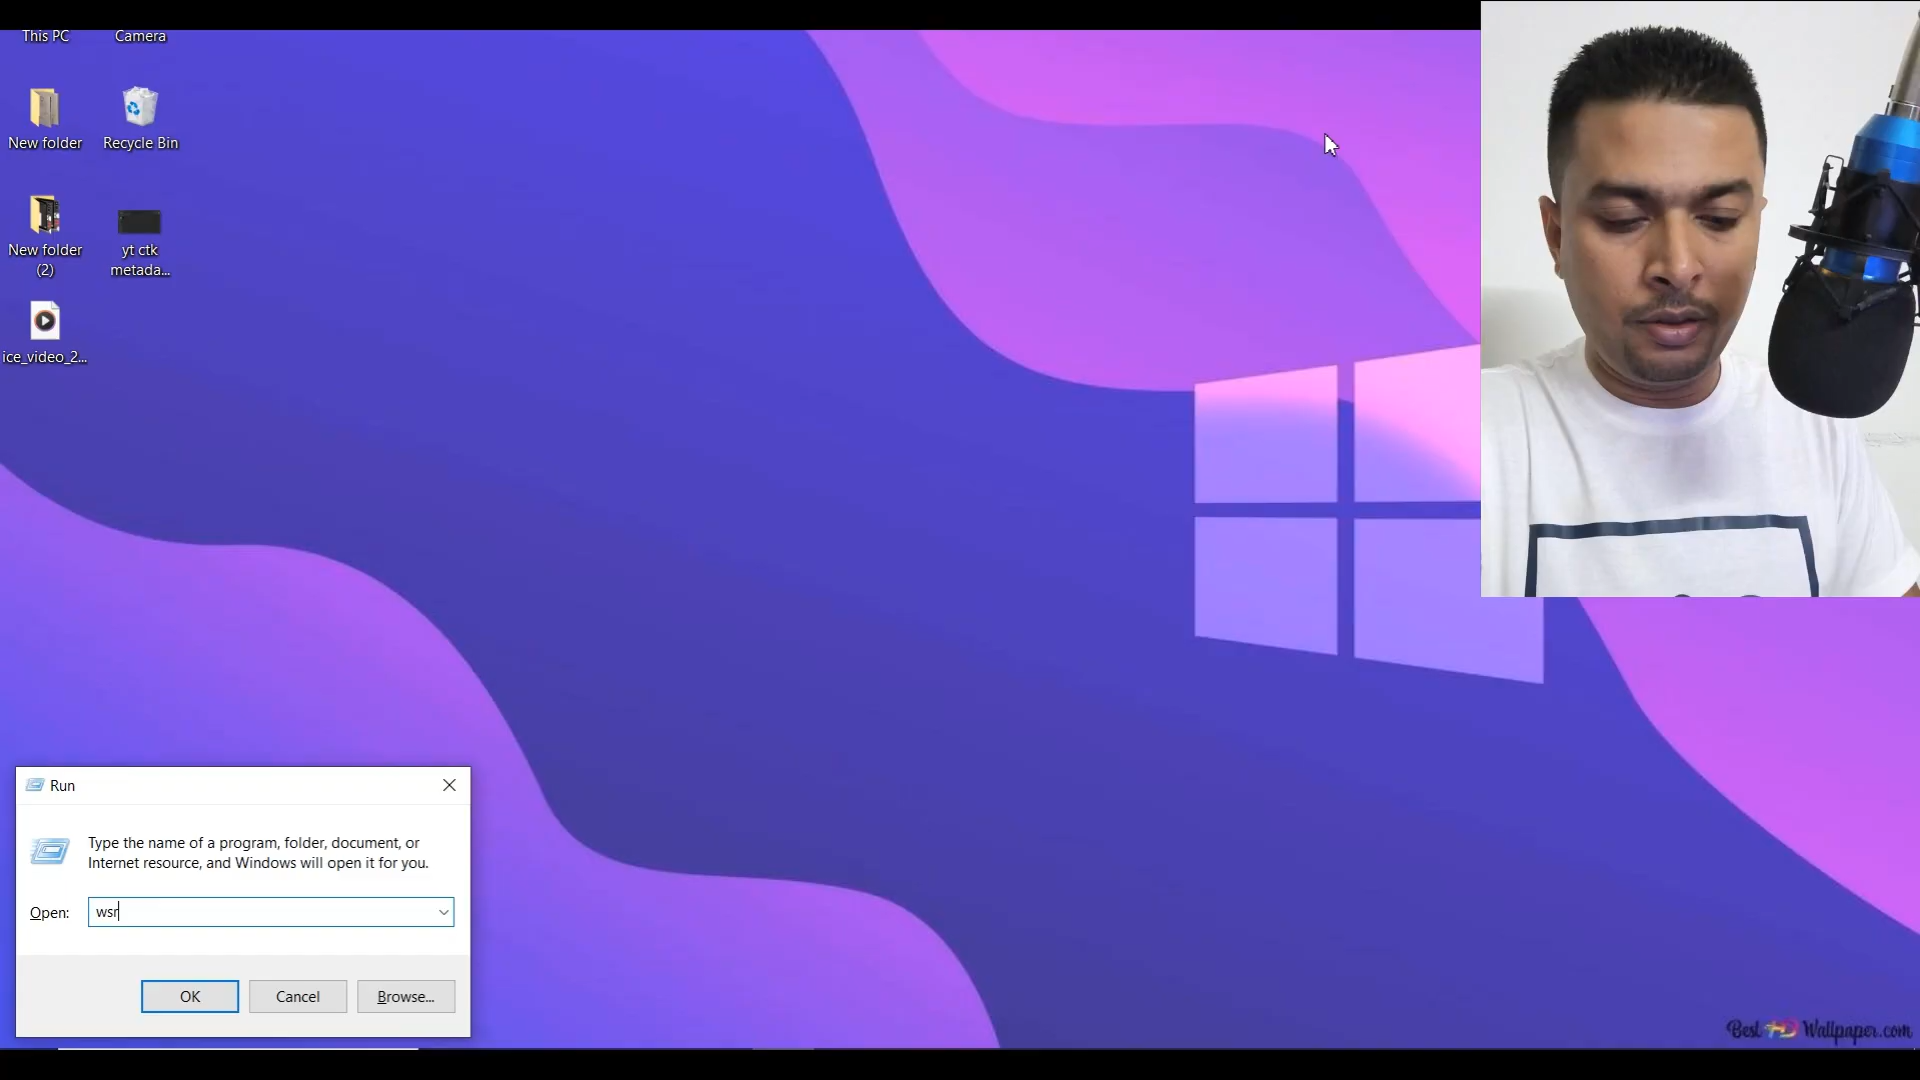 This PC
Camera
New folder
Recycle Bin
New folder
(2)
yt ctk
metada...
ice_video_2...
Run
Type the name of a program, folder, document, or
Internet resource, and Windows will open it for you.
Open:
wsr
OK
Cancel
Browse...
Best HD Wallpaper.com